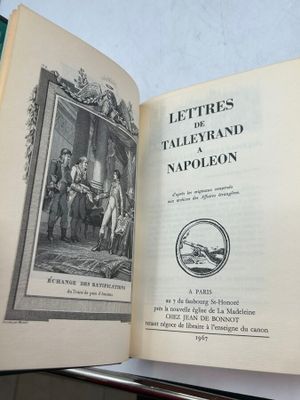 ÉCHANGE DES RATIFICATIONS
du Traité de paix d'Amiens.
LETTRES
DE
TALLEYRAND
A
NAPOLEON
d'après les originaux conservés
aux archives des Affaires étrangères.
A PARIS
au 7 du faubourg St-Honoré
près la nouvelle église de La Madeleine
CHEZ JEAN DE BONNOT
tenant négoce de librairie à l'enseigne du canon
1967